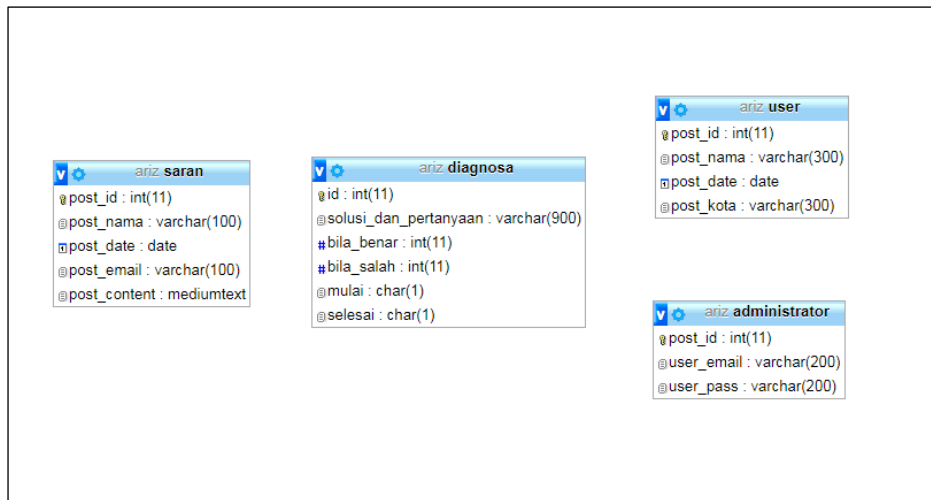 ariz saran
post_id : int(11)
post_nama : varchar(100)
post_date : date
post_email : varchar(100)
post_content : mediumtext
ariz diagnosa
id : int(11)
solusi_dan_pertanyaan : varchar(900)
#bila_benar : int(11)
#bila_salah : int(11)
mulai : char(1)
selesai : char(1)
ariz user
post_id : int(11)
post_nama : varchar(300)
post_date : date
post_kota : varchar(300)
ariz administrator
post_id : int(11)
user_email : varchar(200)
user_pass : varchar(200)